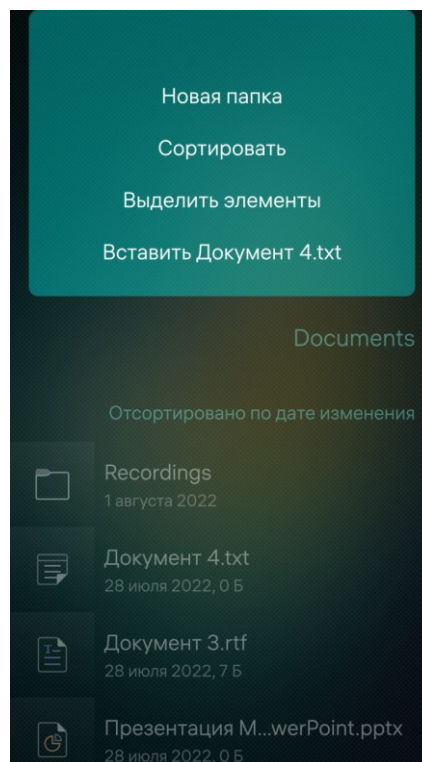 Новая папка
Сортировать
Выделить элементы
Вставить Документ 4.txt
Documents
Отсортировано по дате изменения
Recordings
1 августа 2022
Документ 4.txt
28 июля 2022, 0 Б
Документ 3.rtf
28 июля 2022, 7 Б
Презентация M...werPoint.pptx
28 июля 2022, 0 Б